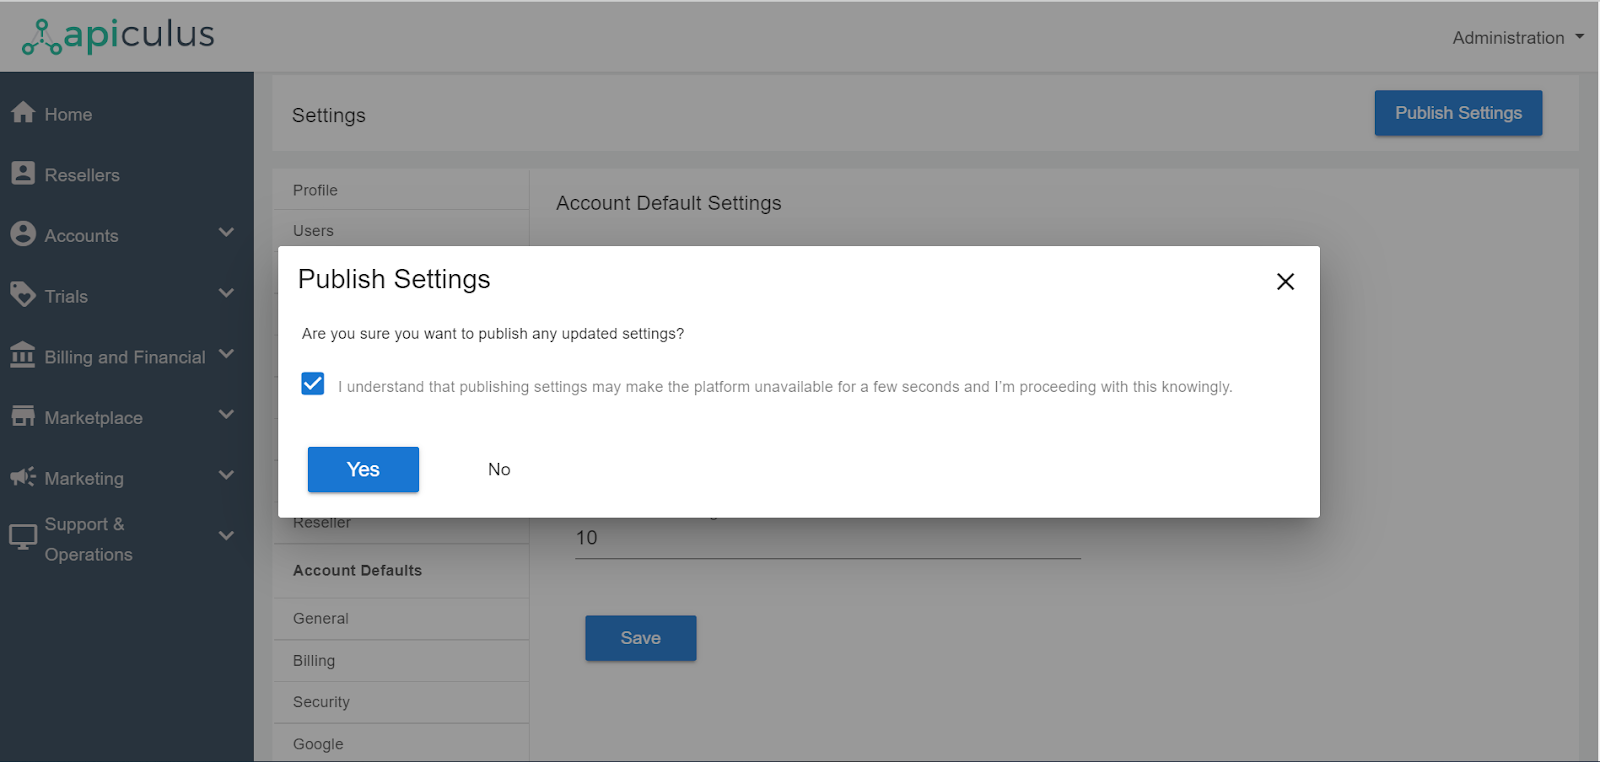 apiculus
Administration
Home
Resellers
Accounts
Trials
Billing and Financial
Marketplace
Marketing
Support &
Operations
Settings
Publish Settings
Profile
Users
Account Default Settings
Publish Settings
Are you sure you want to publish any updated settings?
I understand that publishing settings may make the platform unavailable for a few seconds and I'm proceeding with this knowingly.
Yes
No
Reseller
10
Account Defaults
General
Billing
Security
Google
Save